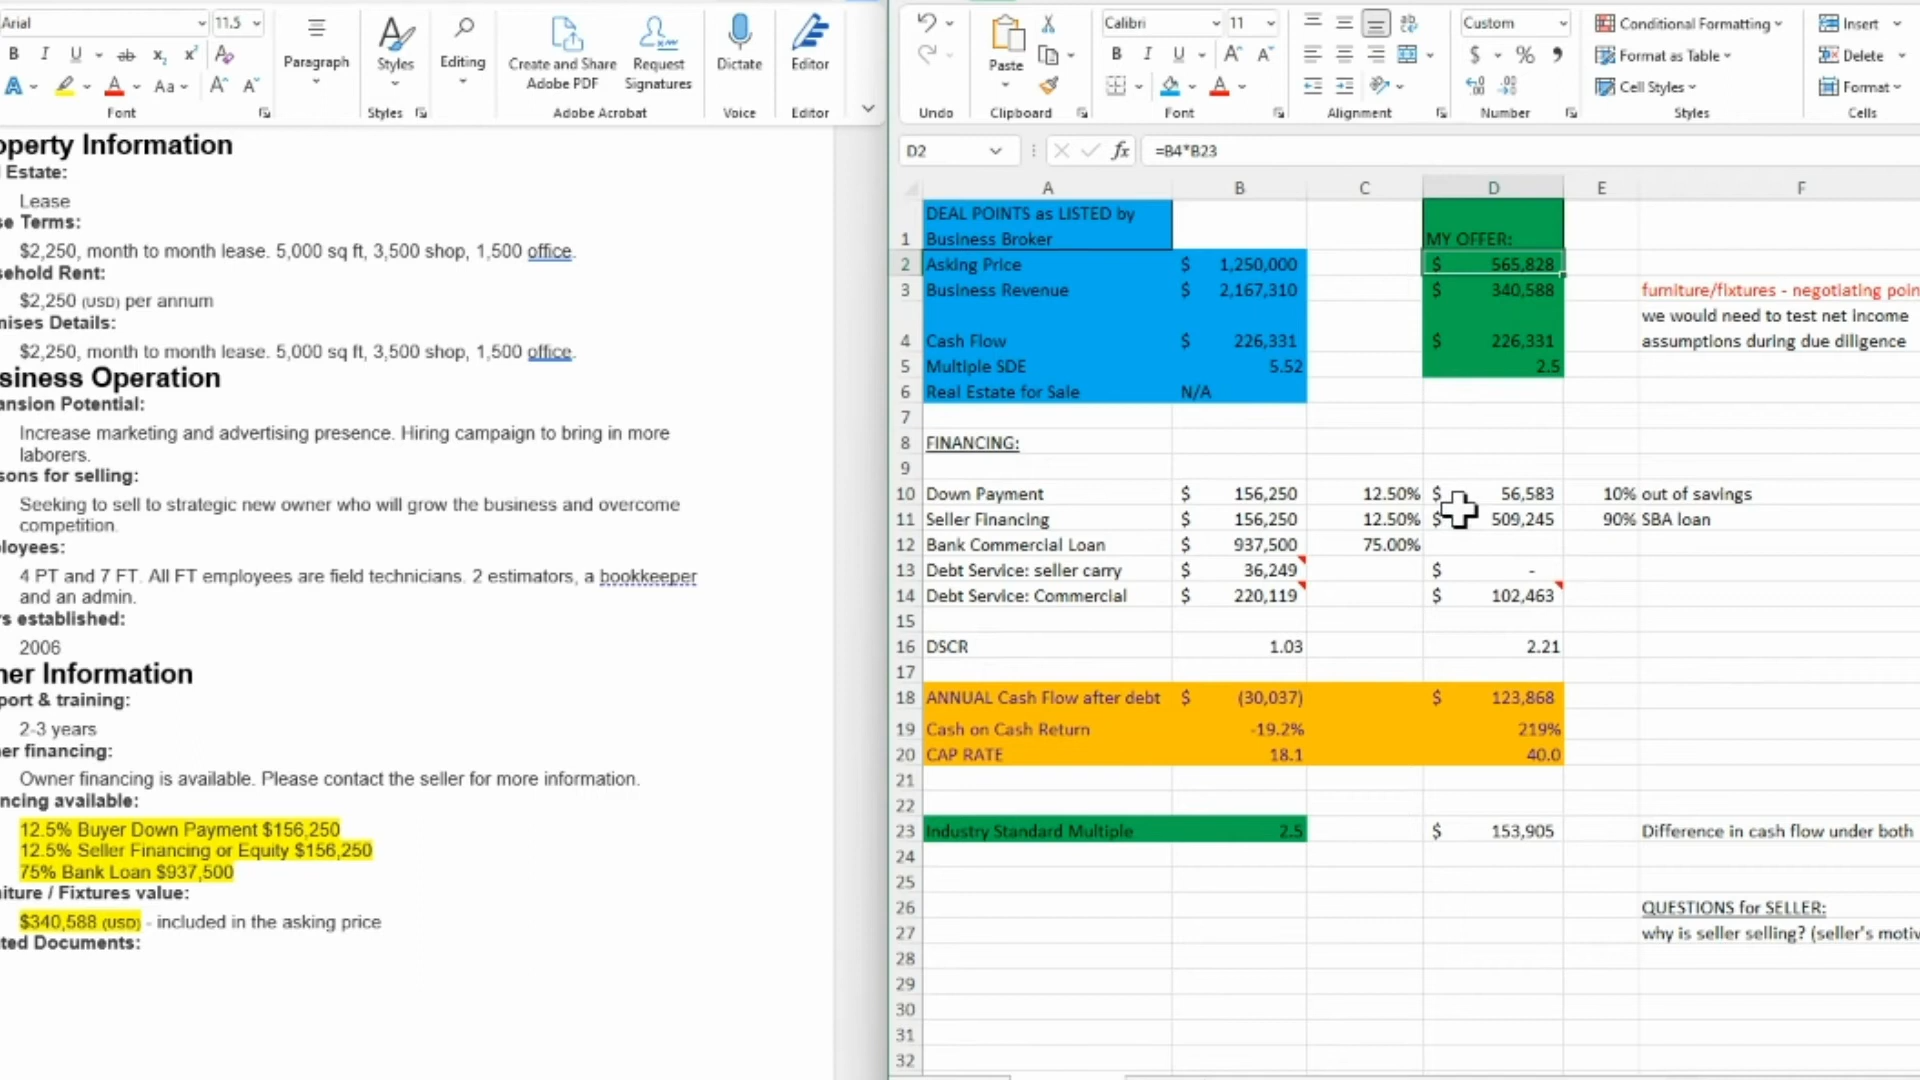 Arial 11.5
B I U ab x₂ x² A
A A Aa A A
Font
Paragraph
Styles
Styles
Editing
Create and Share Adobe PDF
Request Signatures
Adobe Acrobat
Dictate
Voice
Editor
Editor
operty Information
l Estate:
Lease
se Terms:
$2,250, month to month lease. 5,000 sq ft, 3,500 shop, 1,500 office.
sehold Rent:
$2,250 (USD) per annum
mises Details:
$2,250, month to month lease. 5,000 sq ft, 3,500 shop, 1,500 office.
siness Operation
ansion Potential:
Increase marketing and advertising presence. Hiring campaign to bring in more
laborers.
sons for selling:
Seeking to sell to strategic new owner who will grow the business and overcome
competition.
ployees:
4 PT and 7 FT. All FT employees are field technicians. 2 estimators, a bookkeeper
and an admin.
rs established:
2006
ner Information
port & training:
2-3 years
ner financing:
Owner financing is available. Please contact the seller for more information.
ncing available:
12.5% Buyer Down Payment $156,250
12.5% Seller Financing or Equity $156,250
75% Bank Loan $937,500
niture / Fixtures value:
$340,588 (USD) - included in the asking price
ted Documents:
Undo
Paste
Clipboard
Calibri 11
B I U A A
Font
Alignment
Custom
$ % ,
Number
Conditional Formatting
Format as Table
Cell Styles
Styles
Insert
Delete
Format
Cells
D2 fx =B4*B23
A B C D E F
1 DEAL POINTS as LISTED by Business Broker MY OFFER:
2 Asking Price $ 1,250,000 $ 565,828
3 Business Revenue $ 2,167,310 $ 340,588 furniture/fixtures - negotiating poin
we would need to test net income
4 Cash Flow $ 226,331 $ 226,331 assumptions during due diligence
5 Multiple SDE 5.52 2.5
6 Real Estate for Sale N/A
7
8 FINANCING:
9
10 Down Payment $ 156,250 12.50% $ 56,583 10% out of savings
11 Seller Financing $ 156,250 12.50% $ 509,245 90% SBA loan
12 Bank Commercial Loan $ 937,500 75.00%
13 Debt Service: seller carry $ 36,249 $ -
14 Debt Service: Commercial $ 220,119 $ 102,463
15
16 DSCR 1.03 2.21
17
18 ANNUAL Cash Flow after debt $ (30,037) $ 123,868
19 Cash on Cash Return -19.2% 219%
20 CAP RATE 18.1 40.0
21
22
23 Industry Standard Multiple 2.5 $ 153,905 Difference in cash flow under both
24
25
26 QUESTIONS for SELLER:
27 why is seller selling? (seller's motiv
28
29
30
31
32